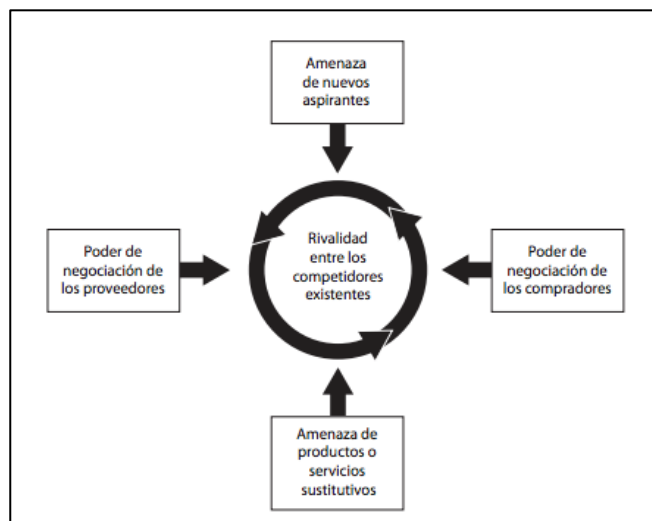 Amenaza
de nuevos
aspirantes
Poder de
negociación de
los proveedores
Rivalidad
entre los
competidores
existentes
Poder de
negociación de
los compradores
Amenaza de
productos o
servicios
sustitutivos